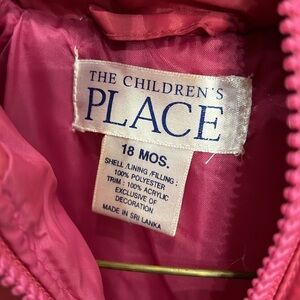 THE CHILDREN'S
PLACE
18 MOS.
SHELL /LINING /FILLING :
100% POLYESTER
TRIM : 100% ACRYLIC
EXCLUSIVE OF
DECORATION
MADE IN SRI LANKA